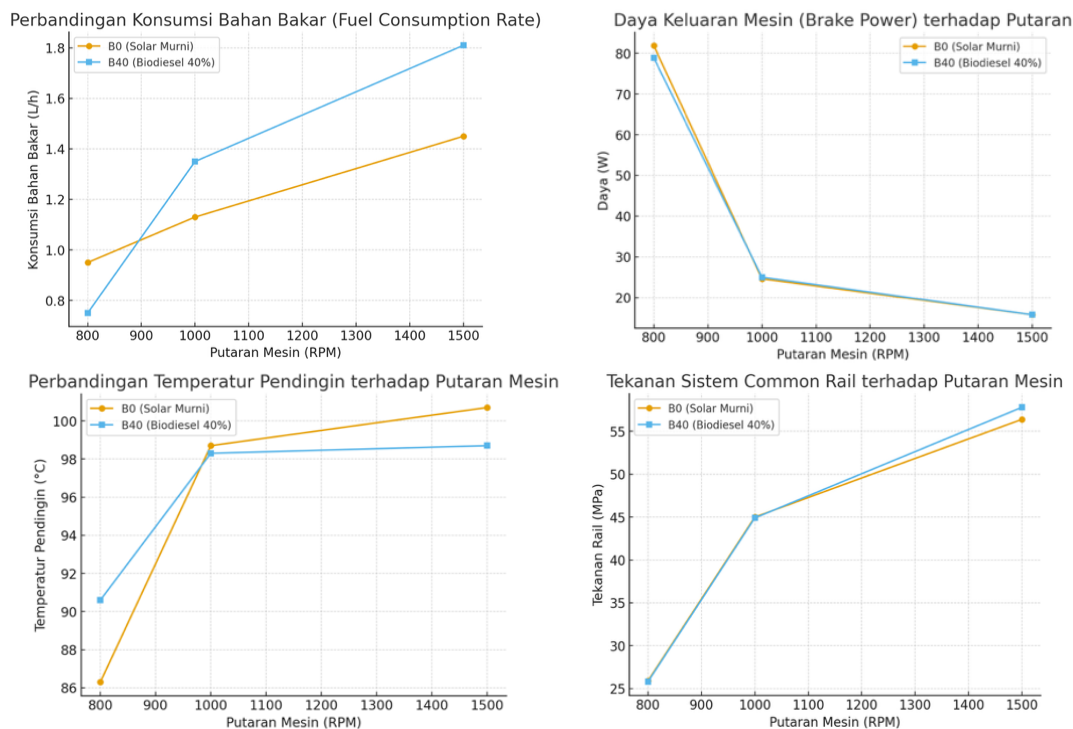 Perbandingan Konsumsi Bahan Bakar (Fuel Consumption Rate)
B0 (Solar Murni)
B40 (Biodiesel 40%)
Konsumsi Bahan Bakar (L/h)
1.8
1.6
1.4
1.2
1.0
0.8
800 900 1000 1100 1200 1300 1400 1500
Putaran Mesin (RPM)
Daya Keluaran Mesin (Brake Power) terhadap Putaran
B0 (Solar Murni)
B40 (Biodiesel 40%)
Daya (W)
80
70
60
50
40
30
20
800 900 1000 1100 1200 1300 1400 1500
Putaran Mesin (RPM)
Perbandingan Temperatur Pendingin terhadap Putaran Mesin
B0 (Solar Murni)
B40 (Biodiesel 40%)
Temperatur Pendingin (°C)
100
98
96
94
92
90
88
86
800 900 1000 1100 1200 1300 1400 1500
Putaran Mesin (RPM)
Tekanan Sistem Common Rail terhadap Putaran Mesin
B0 (Solar Murni)
B40 (Biodiesel 40%)
Tekanan Rail (MPa)
55
50
45
40
35
30
25
800 900 1000 1100 1200 1300 1400 1500
Putaran Mesin (RPM)